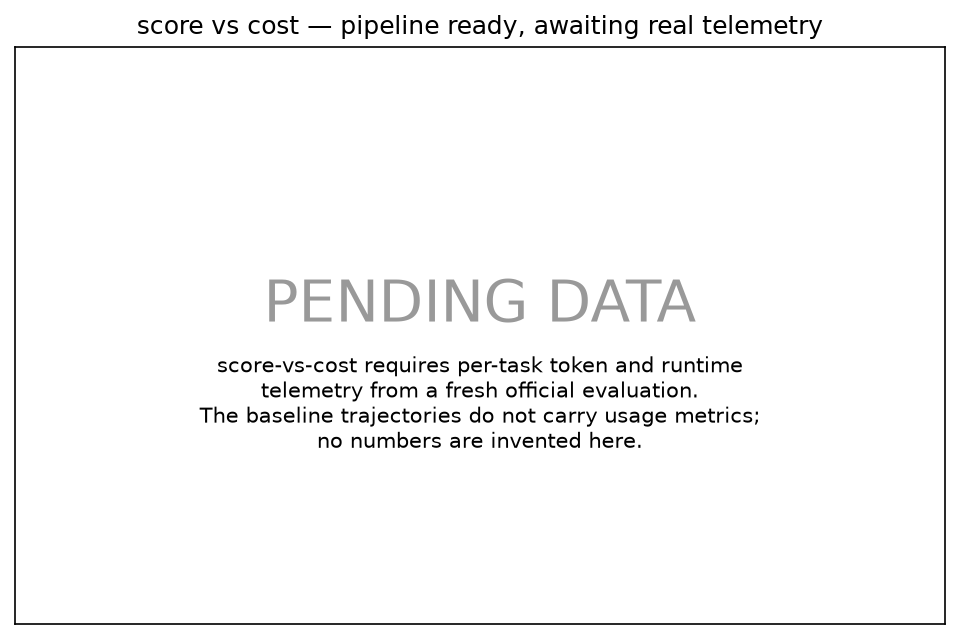 score vs cost — pipeline ready, awaiting real telemetry
PENDING DATA
score-vs-cost requires per-task token and runtime
telemetry from a fresh official evaluation.
The baseline trajectories do not carry usage metrics;
no numbers are invented here.